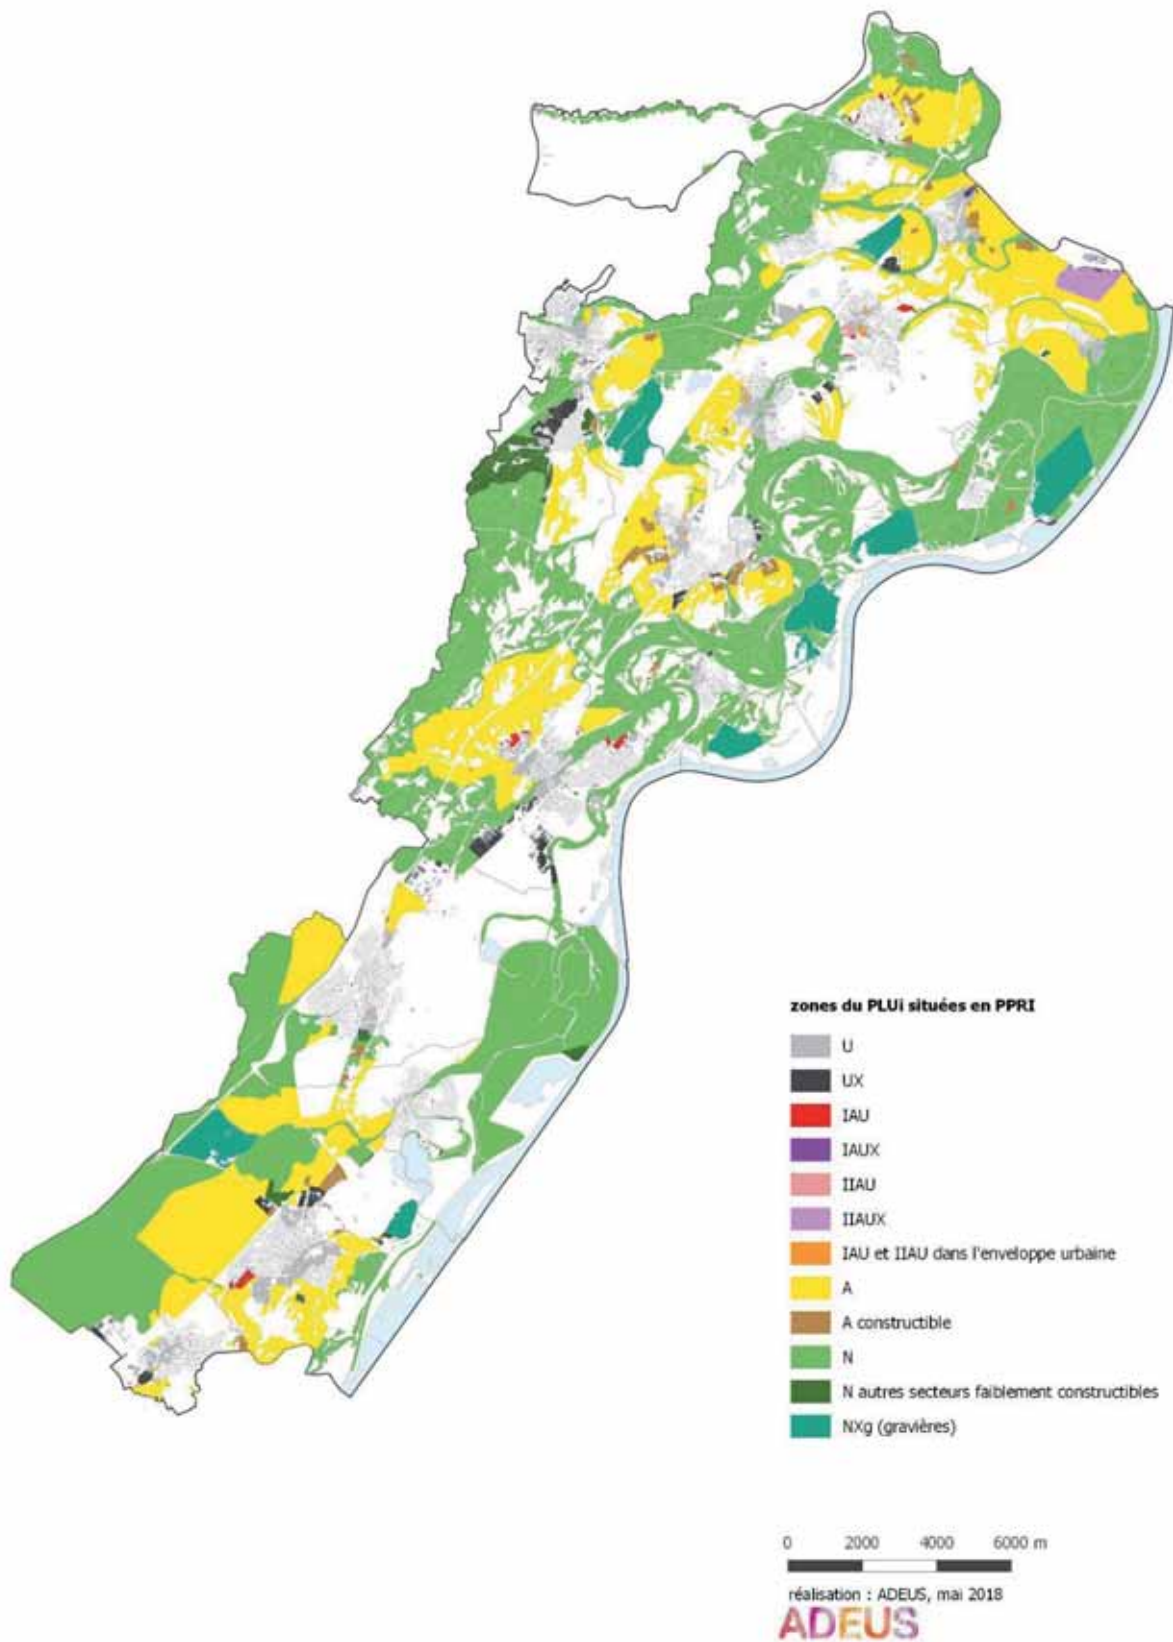 zones du PLUi situées en PPRI
U
UX
IAU
IAUX
IIAU
IIAUX
IAU et IIAU dans l'enveloppe urbaine
A
A constructible
N
N autres secteurs faiblement constructibles
NXg (gravières)
0 2000 4000 6000 m
réalisation : ADEUS, mai 2018
ADEUS